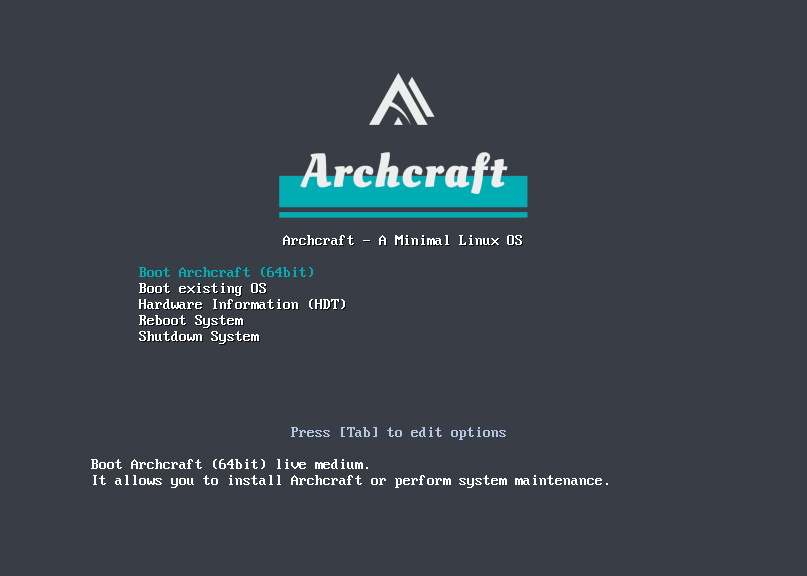 Archcraft
Archcraft - A Minimal Linux OS
Boot Archcraft (64bit)
Boot existing OS
Hardware Information (HDT)
Reboot System
Shutdown System
Press [Tab] to edit options
Boot Archcraft (64bit) live medium.
It allows you to install Archcraft or perform system maintenance.